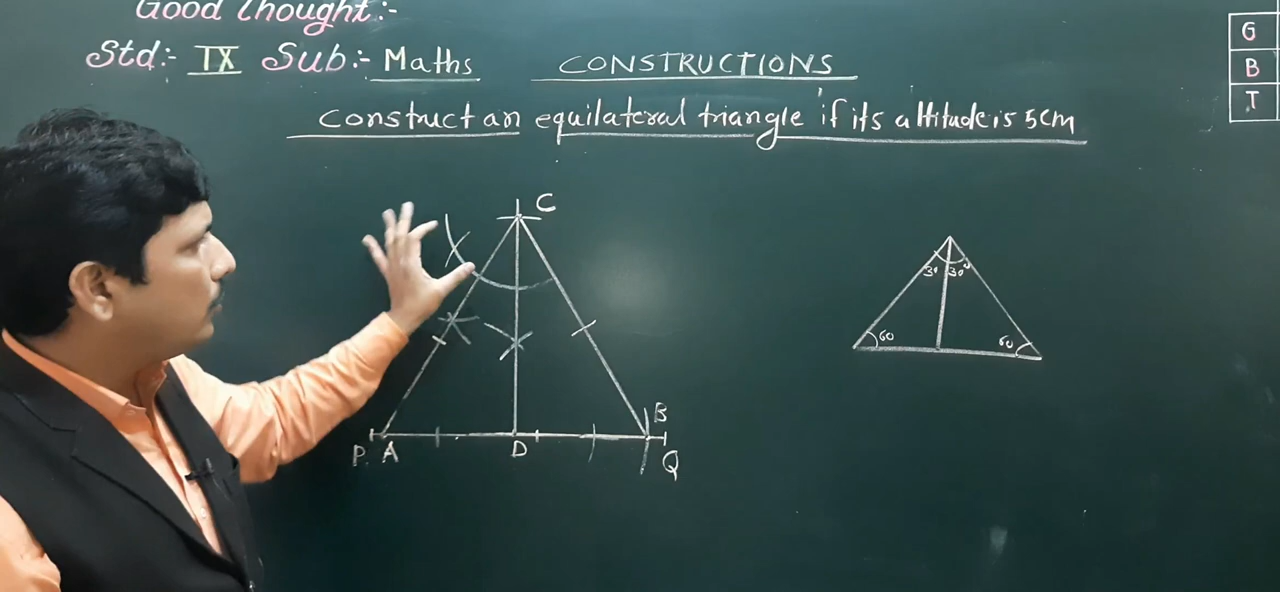 Good Thought:-
Std:- IX Sub:- Maths CONSTRUCTIONS
G
B
T
Construct an equilateral triangle if its altitude is 5cm
C
30 30°
60 60
B
P A D Q